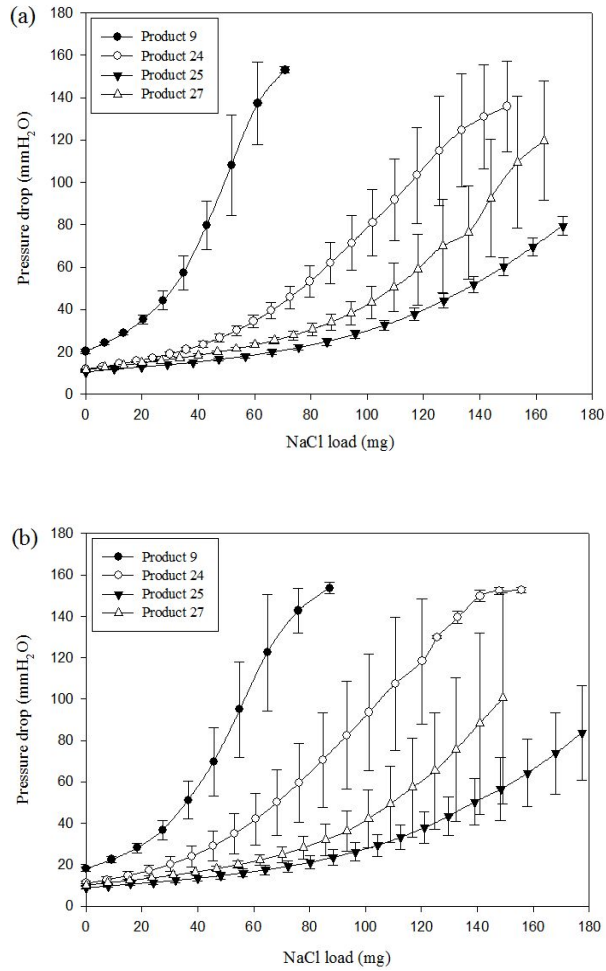 (a)
180
160
140
120
100
80
60
40
20
0
Pressure drop (mmH2O)
Product 9
Product 24
Product 25
Product 27
0 20 40 60 80 100 120 140 160 180
NaCl load (mg)
(b)
180
160
140
120
100
80
60
40
20
0
Pressure drop (mmH2O)
Product 9
Product 24
Product 25
Product 27
0 20 40 60 80 100 120 140 160 180
NaCl load (mg)